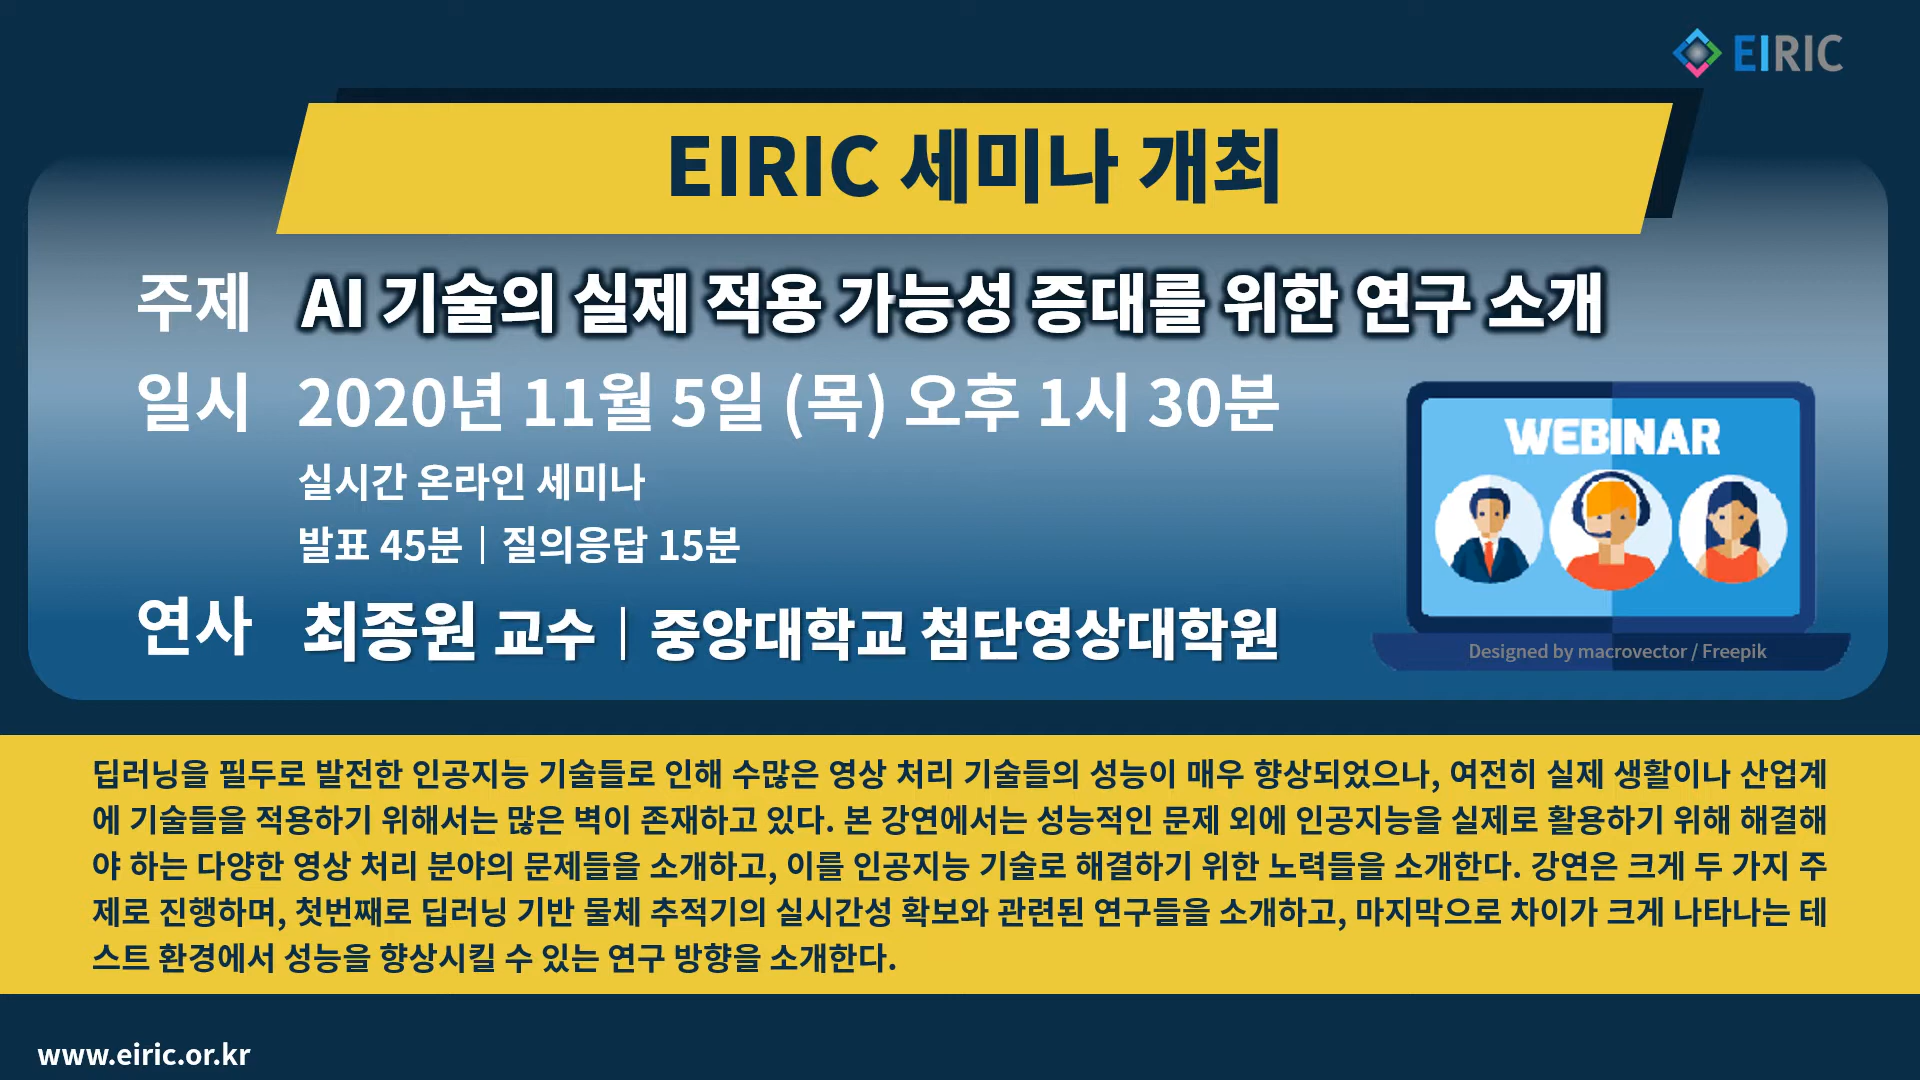 EIRIC
EIRIC 세미나 개최
주제 AI 기술의 실제 적용 가능성 증대를 위한 연구 소개
일시 2020년 11월 5일 (목) 오후 1시 30분
실시간 온라인 세미나
발표 45분 | 질의응답 15분
연사 최종원 교수 | 중앙대학교 첨단영상대학원
WEBINAR
Designed by macrovector / Freepik
딥러닝을 필두로 발전한 인공지능 기술들로 인해 수많은 영상 처리 기술들의 성능이 매우 향상되었으나, 여전히 실제 생활이나 산업계
에 기술들을 적용하기 위해서는 많은 벽이 존재하고 있다. 본 강연에서는 성능적인 문제 외에 인공지능을 실제로 활용하기 위해 해결해
야 하는 다양한 영상 처리 분야의 문제들을 소개하고, 이를 인공지능 기술로 해결하기 위한 노력들을 소개한다. 강연은 크게 두 가지 주
제로 진행하며, 첫번째로 딥러닝 기반 물체 추적기의 실시간성 확보와 관련된 연구들을 소개하고, 마지막으로 차이가 크게 나타나는 테
스트 환경에서 성능을 향상시킬 수 있는 연구 방향을 소개한다.
www.eiric.or.kr